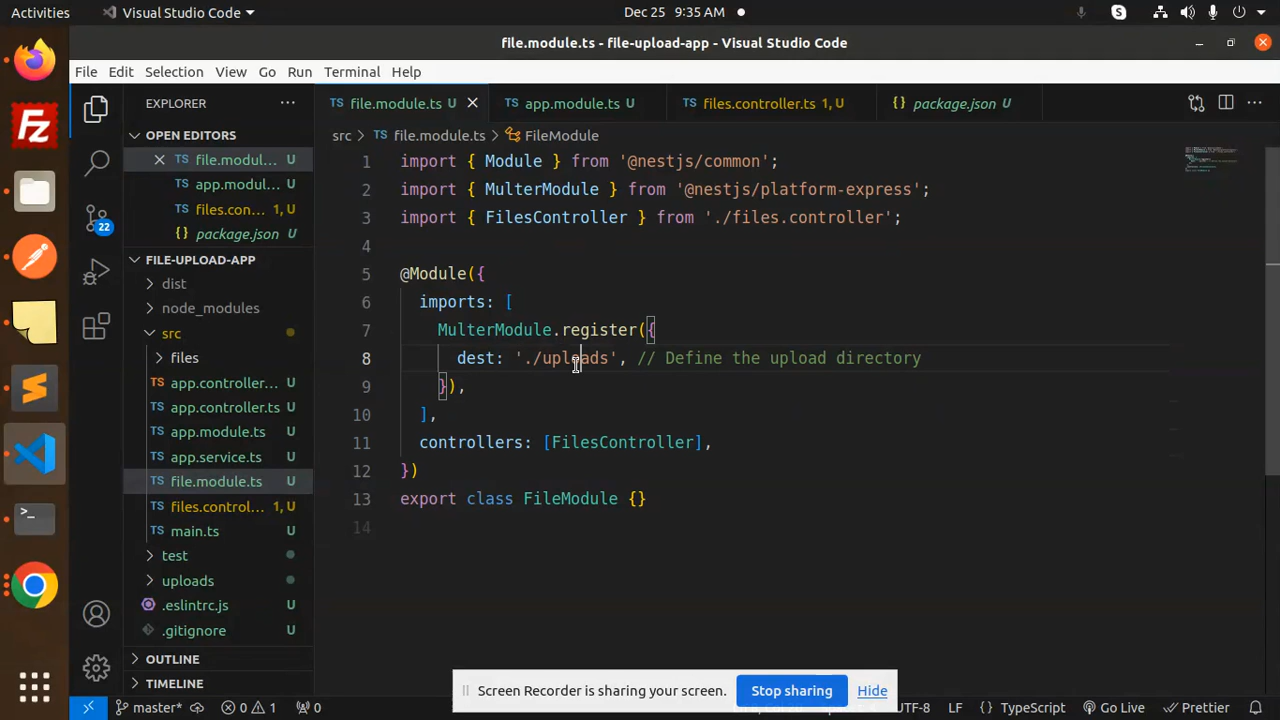 Activities
Visual Studio Code
Dec 25 9:35 AM
file.module.ts - file-upload-app - Visual Studio Code
File Edit Selection View Go Run Terminal Help
EXPLORER
OPEN EDITORS
file.modul... U
app.modul... U
files.con... 1, U
package.json U
FILE-UPLOAD-APP
dist
node_modules
src
files
app.controller... U
app.controller.ts U
app.module.ts U
app.service.ts U
file.module.ts U
files.control... 1, U
main.ts U
test
uploads
.eslintrc.js U
.gitignore U
OUTLINE
TIMELINE
22
TS file.module.ts U
TS app.module.ts U
TS files.controller.ts 1, U
package.json U
src > TS file.module.ts > FileModule
1 import { Module } from '@nestjs/common';
2 import { MulterModule } from '@nestjs/platform-express';
3 import { FilesController } from './files.controller';
4
5 @Module({
6 imports: [
7 MulterModule.register({
8 dest: './uploads', // Define the upload directory
9 }),
10 ],
11 controllers: [FilesController],
12 })
13 export class FileModule {}
14
Screen Recorder is sharing your screen. Stop sharing Hide
master* 0 1 0
UTF-8 LF {} TypeScript Go Live Prettier